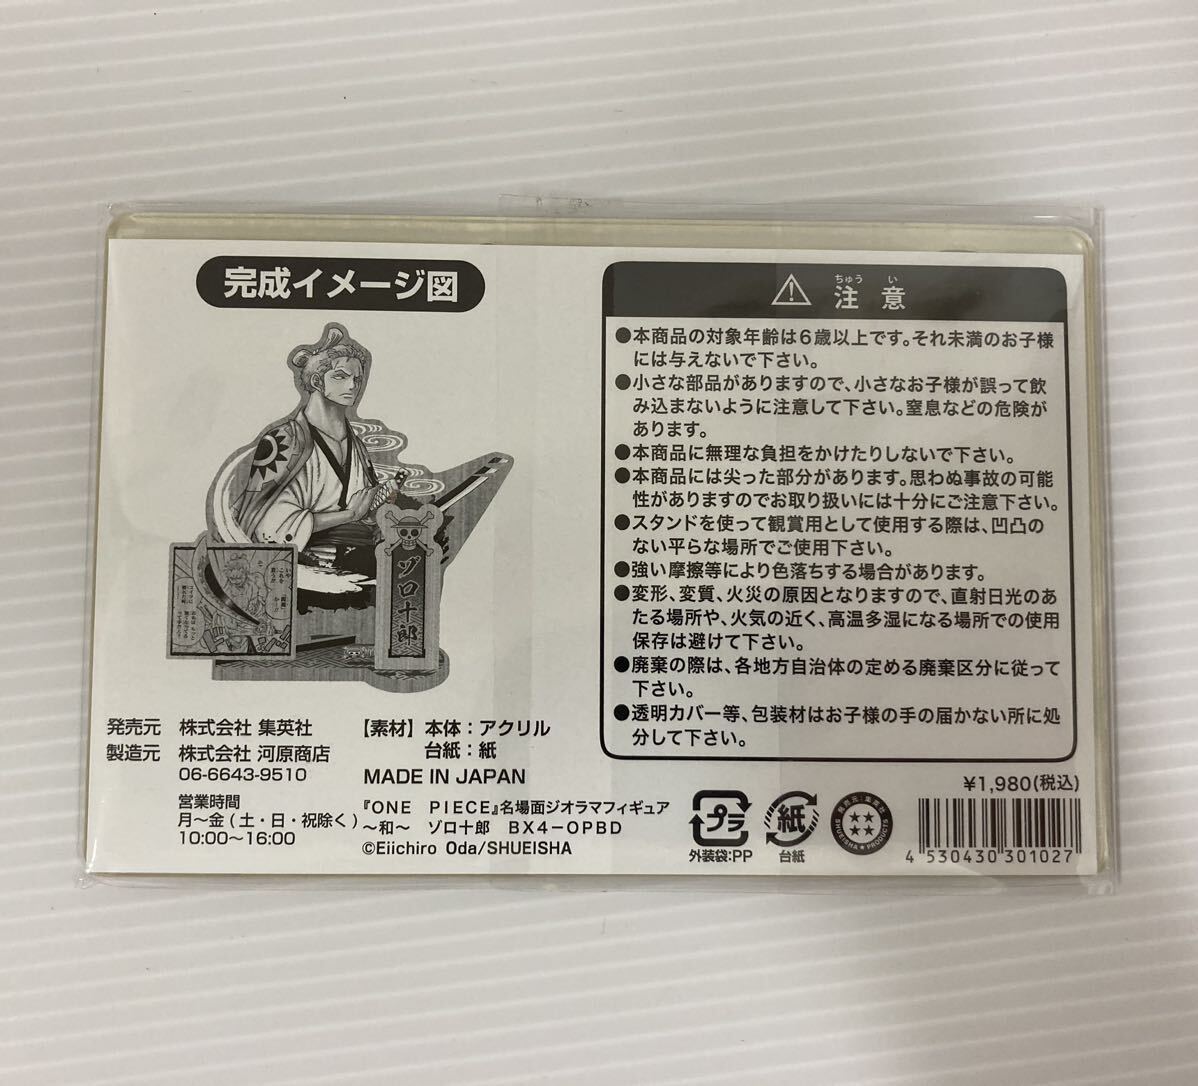 完成イメージ図
ゾロ十郎
発売元 株式会社 集英社
製造元 株式会社 河原商店
06-6643-9510
営業時間
月～金(土・日・祝除く)
10:00～16:00
【素材】本体：アクリル
台紙：紙
MADE IN JAPAN
『ONE PIECE』名場面ジオラマフィギュア
～和～ ゾロ十郎 BX4-OPBD
©Eiichiro Oda/SHUEISHA
ちゅう い
注意
●本商品の対象年齢は6歳以上です。それ未満のお子様
には与えないで下さい。
●小さな部品がありますので、小さなお子様が誤って飲
み込まないように注意して下さい。窒息などの危険が
あります。
●本商品に無理な負担をかけたりしないで下さい。
●本商品には尖った部分があります。思わぬ事故の可能
性がありますのでお取り扱いには十分にご注意下さい。
●スタンドを使って観賞用として使用する際は、凹凸の
ない平らな場所でご使用下さい。
●強い摩擦等により色落ちする場合があります。
●変形、変質、火災の原因となりますので、直射日光のあ
たる場所や、火気の近く、高温多湿になる場所での使用
保存は避けて下さい。
●廃棄の際は、各地方自治体の定める廃棄区分に従って
下さい。
●透明カバー等、包装材はお子様の手の届かない所に処
分して下さい。
¥1,980(税込)
プラ
外装袋:PP
紙
台紙
発売元:集英社
SHUEISHA★PRODUCTS
4 530430 301027